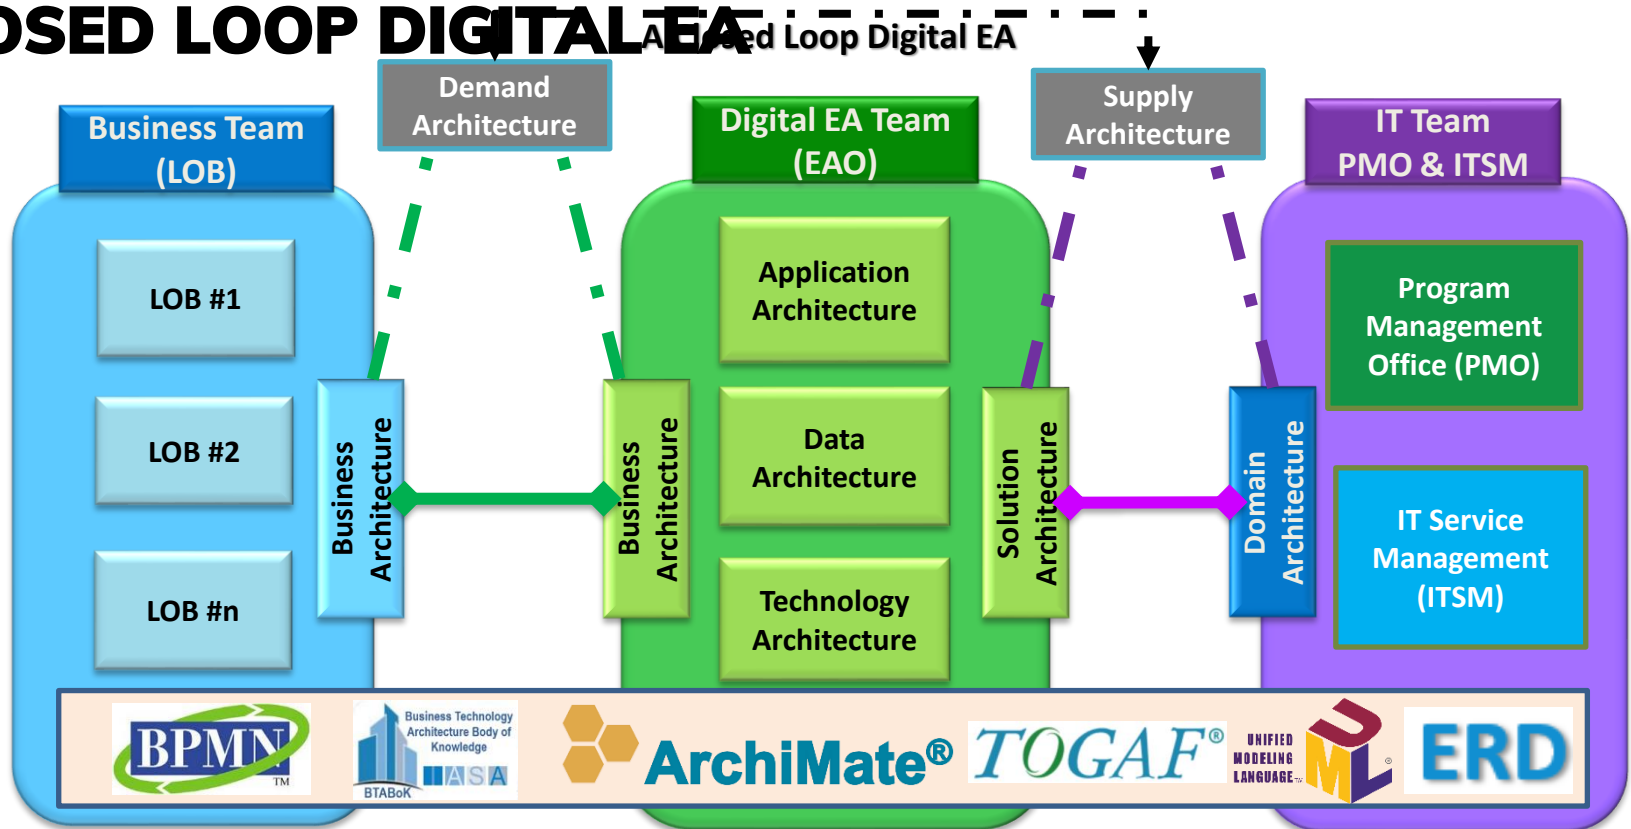 OSED LOOP DIGITAL EA
A Closed Loop Digital EA
Demand
Architecture
Supply
Architecture
Business Team
(LOB)
Digital EA Team
(EAO)
IT Team
PMO & ITSM
LOB #1
LOB #2
LOB #n
Business
Architecture
Business
Architecture
Application
Architecture
Data
Architecture
Technology
Architecture
Solution
Architecture
Domain
Architecture
Program
Management
Office (PMO)
IT Service
Management
(ITSM)
BPMN
TM
Business Technology
Architecture Body of
Knowledge
IASA
BTABoK
ArchiMate®
TOGAF®
UNIFIED
MODELING
LANGUAGE™
UML®
ERD